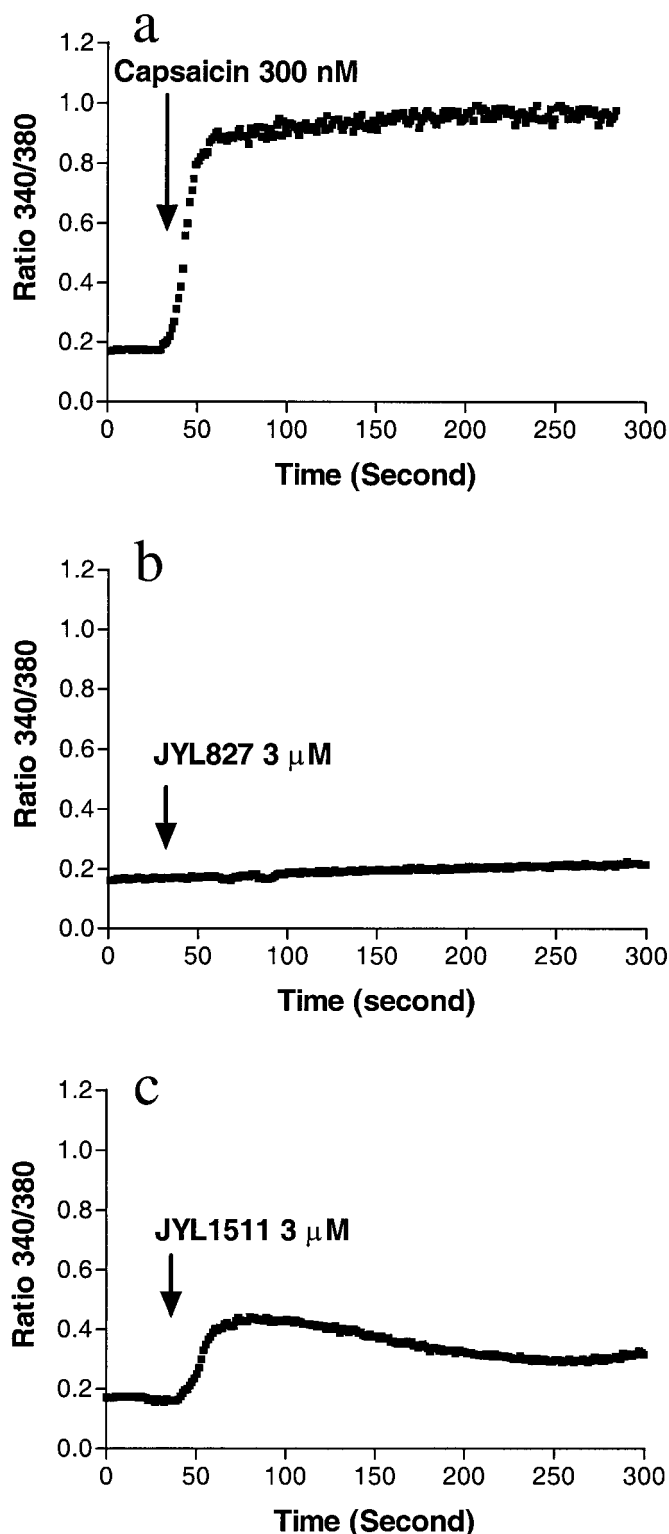 a
Capsaicin 300 nM
Ratio 340/380
1.2
1.0
0.8
0.6
0.4
0.2
0.0
0 50 100 150 200 250 300
Time (Second)
b
JYL827 3 μM
Ratio 340/380
1.2
1.0
0.8
0.6
0.4
0.2
0.0
0 50 100 150 200 250 300
Time (second)
c
JYL1511 3 μM
Ratio 340/380
1.2
1.0
0.8
0.6
0.4
0.2
0.0
0 50 100 150 200 250 300
Time (Second)